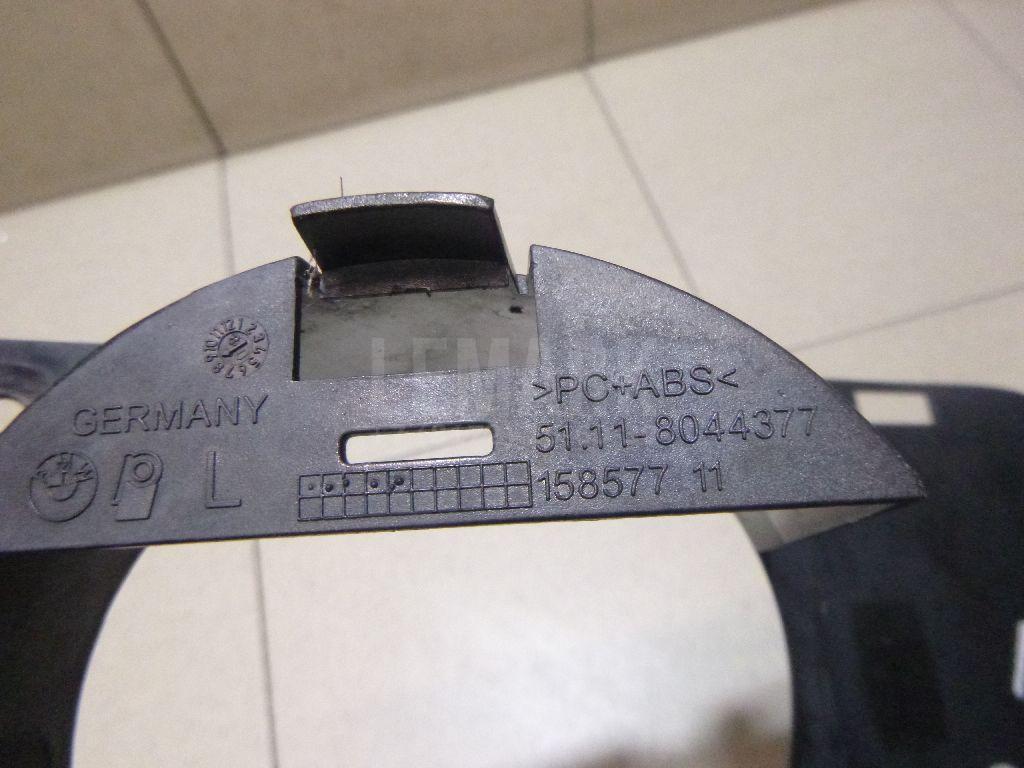 GERMANY
L
>PC+ABS<
51.11-8044377
158577 11